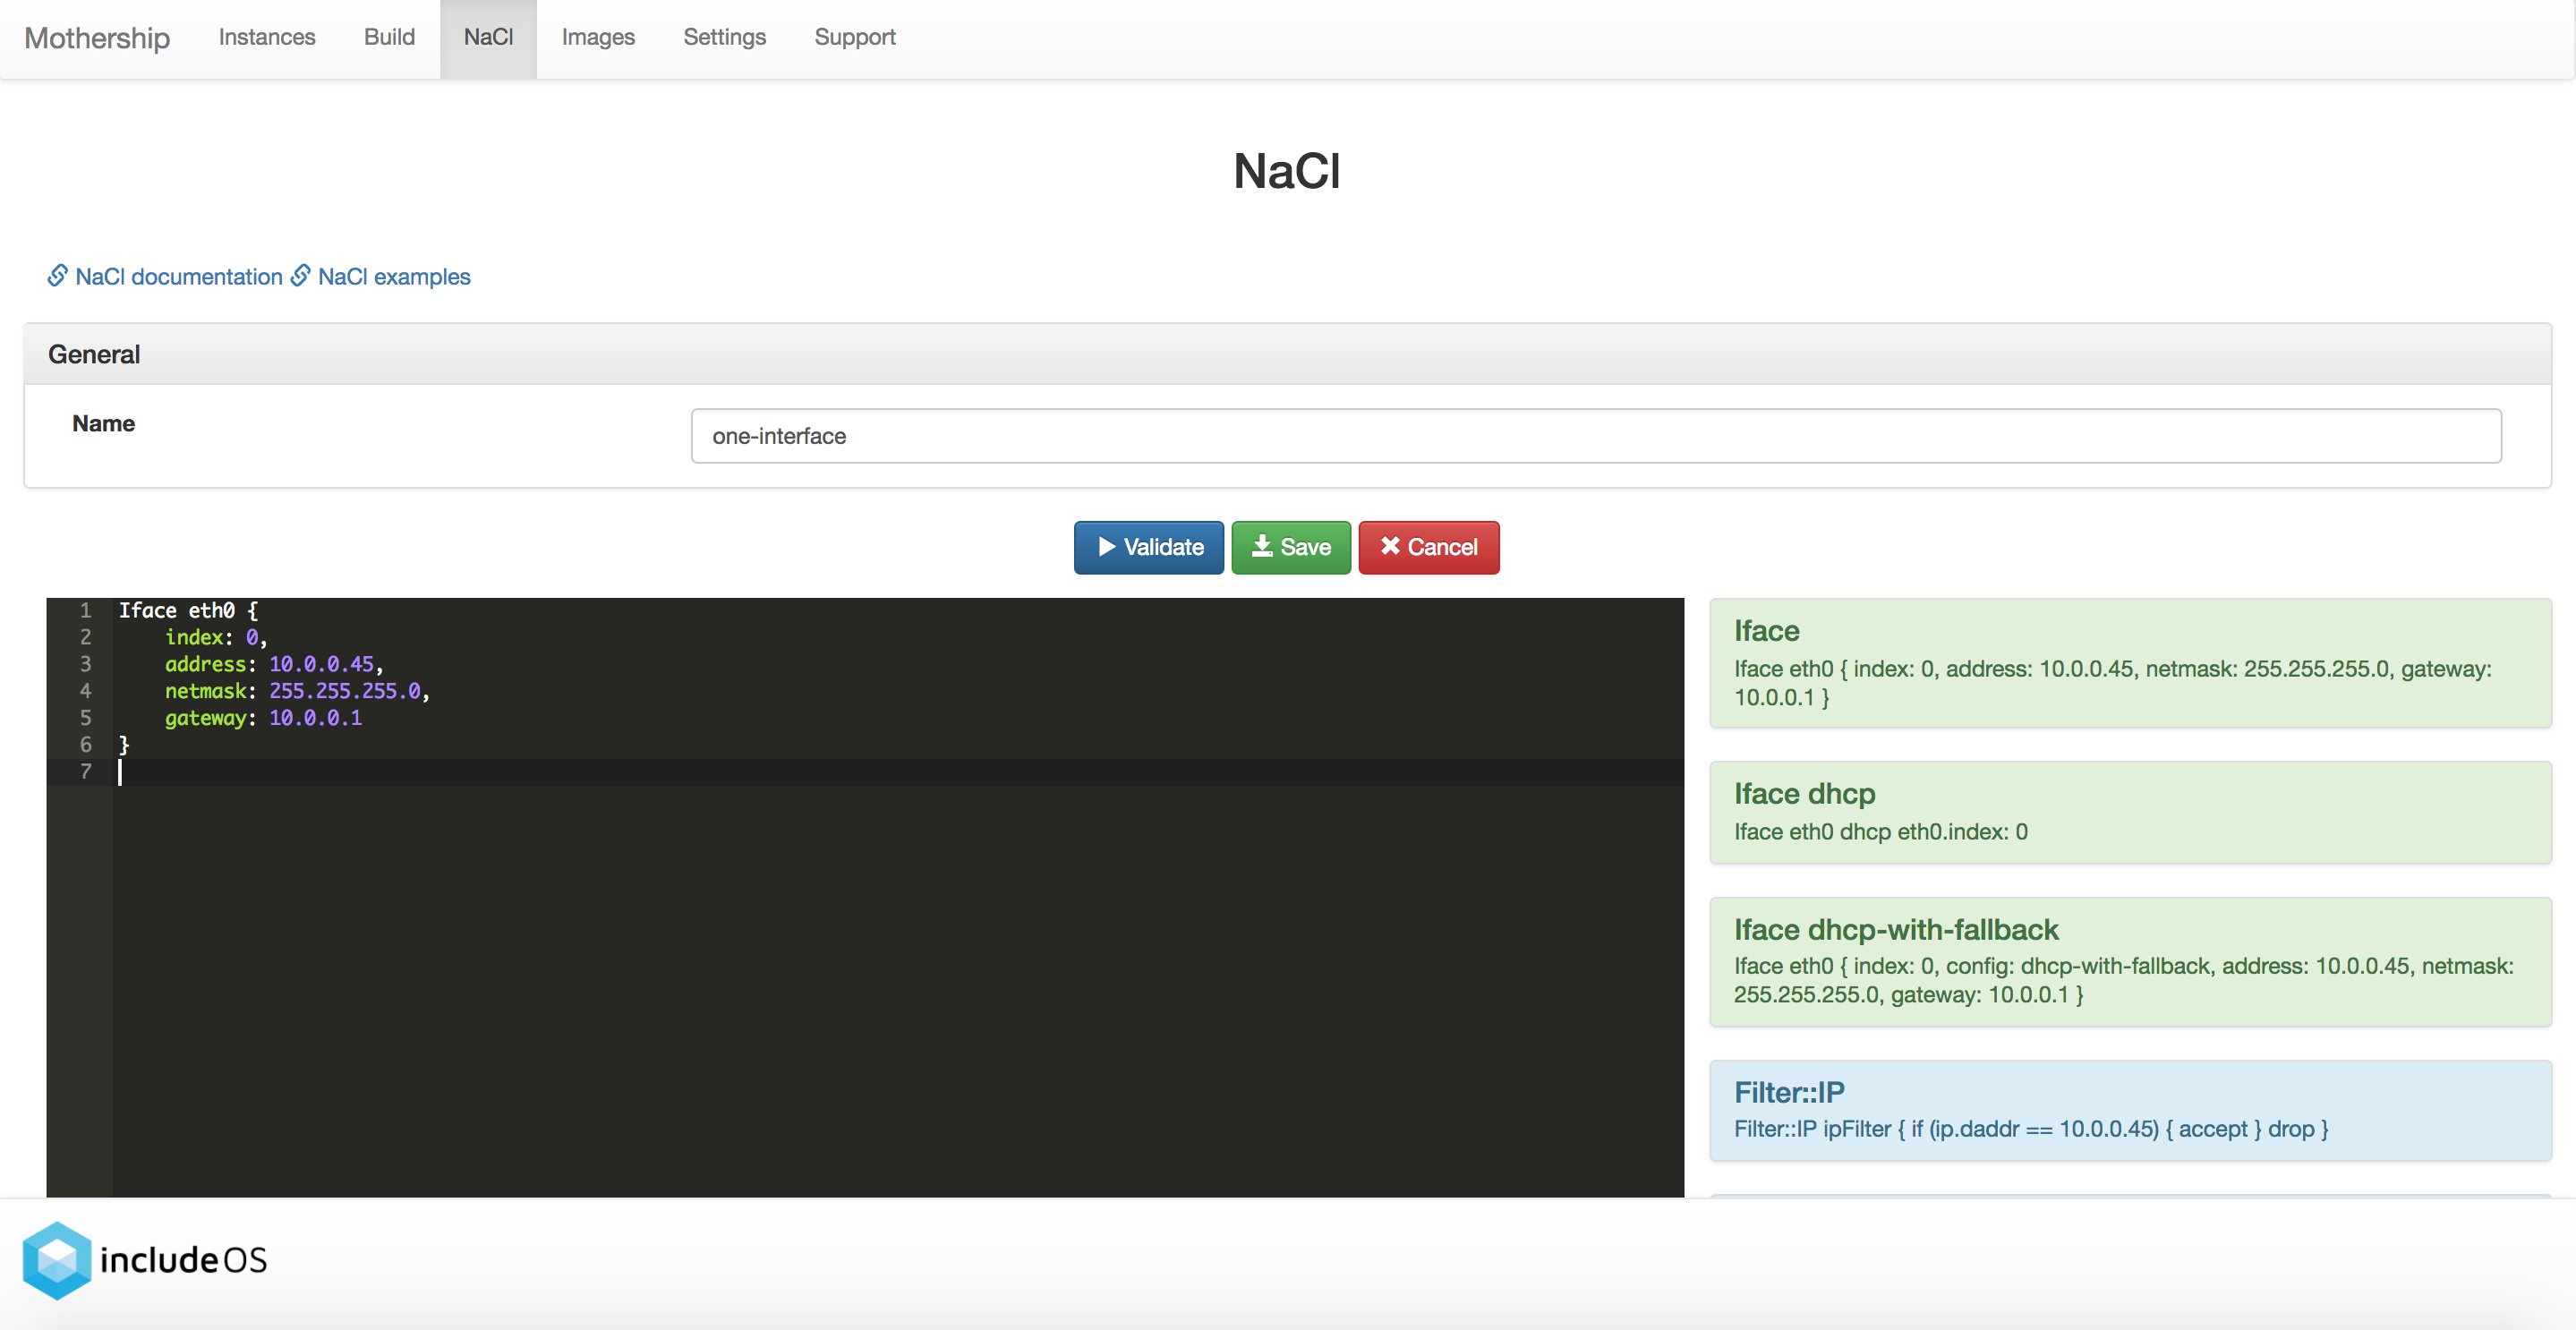 Mothership Instances Build NaCl Images Settings Support
NaCl
NaCl documentation NaCl examples
General
Name one-interface
Validate Save Cancel
1 Iface eth0 {
2 index: 0,
3 address: 10.0.0.45,
4 netmask: 255.255.255.0,
5 gateway: 10.0.0.1
6 }
7
Iface
Iface eth0 { index: 0, address: 10.0.0.45, netmask: 255.255.255.0, gateway:
10.0.0.1 }
Iface dhcp
Iface eth0 dhcp eth0.index: 0
Iface dhcp-with-fallback
Iface eth0 { index: 0, config: dhcp-with-fallback, address: 10.0.0.45, netmask:
255.255.255.0, gateway: 10.0.0.1 }
Filter::IP
Filter::IP ipFilter { if (ip.daddr == 10.0.0.45) { accept } drop }
includeOS